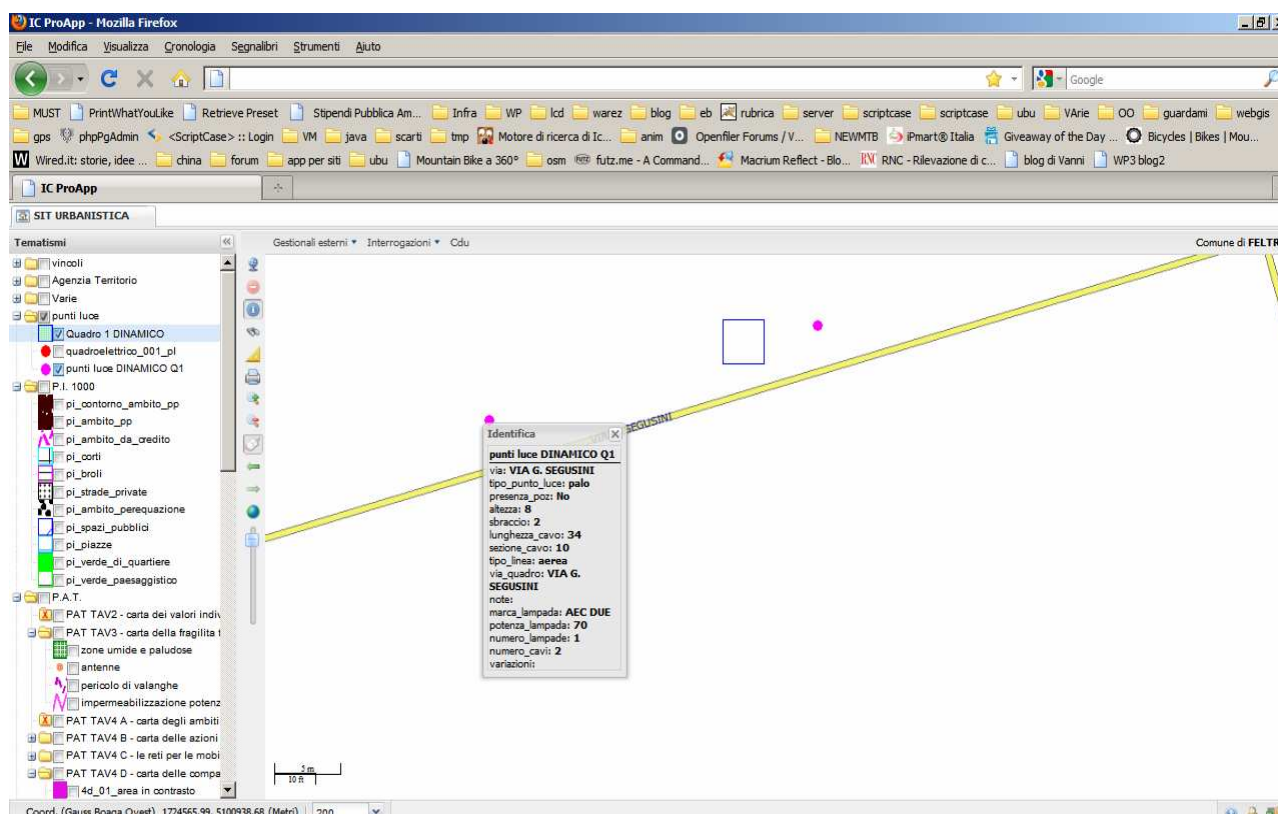 IC ProApp - Mozilla Firefox
File Modifica Visualizza Cronologia Segnalibri Strumenti Aiuto
Google
MUST PrintWhatYouLike Retrieve Preset Stipendi Pubblica Am... Infra WP lcd warez blog eb rubrica server scriptcase scriptcase ubu VArie OO guardami webgis
gps phpPgAdmin <ScriptCase> :: Login VM java scarti tmp Motore di ricerca di Ic... anim Openfiler Forums / V... NEWMTB iPmart® Italia Giveaway of the Day ... Bicycles | Bikes | Mou...
W Wired.it: storie, idee ... china forum app per siti ubu Mountain Bike a 360° osm futz.me - A Command... Macrium Reflect - Blo... RNC RNC - Rilevazione di c... blog di Vanni WP3 blog2
IC ProApp
SIT URBANISTICA
Tematismi
Gestionali esterni Interrogazioni Cdu
Comune di FELTR
vincoli
Agenzia Territorio
Varie
punti luce
Quadro 1 DINAMICO
quadroelettrico_001_pl
punti luce DINAMICO Q1
P.I. 1000
pi_contorno_ambito_pp
pi_ambito_pp
pi_ambito_da_credito
pi_corti
pi_broli
pi_strade_private
pi_ambito_perequazione
pi_spazi_pubblici
pi_piazze
pi_verde_di_quartiere
pi_verde_paesaggistico
P.A.T.
PAT TAV2 - carta dei valori indiv
PAT TAV3 - carta della fragilita t
zone umide e paludose
antenne
pericolo di valanghe
impermeabilizzazione potenz
PAT TAV4 A - carta degli ambiti
PAT TAV4 B - carta delle azioni
PAT TAV4 C - le reti per le mobi
PAT TAV4 D - carta delle compa
4d_01_area in contrasto
SEGUSINI
Identifica
punti luce DINAMICO Q1
via: VIA G. SEGUSINI
tipo_punto_luce: palo
presenza_poz: No
altezza: 8
sbraccio: 2
lunghezza_cavo: 34
sezione_cavo: 10
tipo_linea: aerea
via_quadro: VIA G.
SEGUSINI
note:
marca_lampada: AEC DUE
potenza_lampada: 70
numero_lampade: 1
numero_cavi: 2
variazioni:
5 m
10 ft
Coord. (Gauss Boaga Ovest) 1724565.99, 5100938.68 (Metri) 200